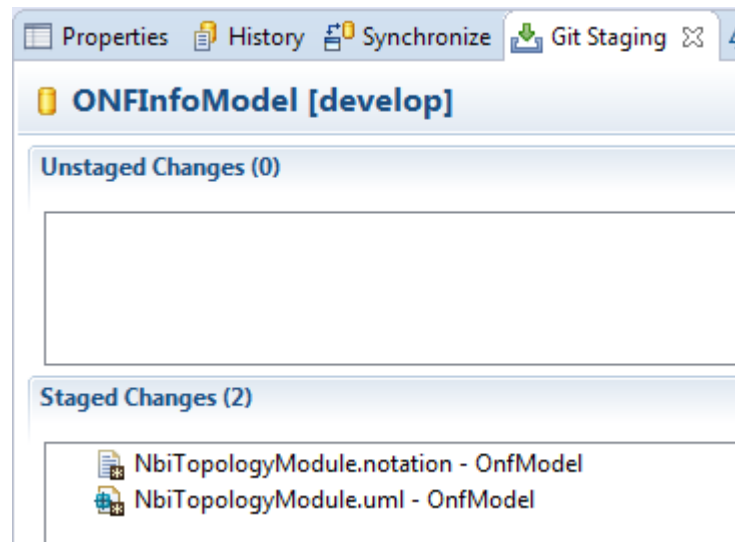 Properties History Synchronize Git Staging
ONFInfoModel [develop]
Unstaged Changes (0)
Staged Changes (2)
NbiTopologyModule.notation - OnfModel
NbiTopologyModule.uml - OnfModel